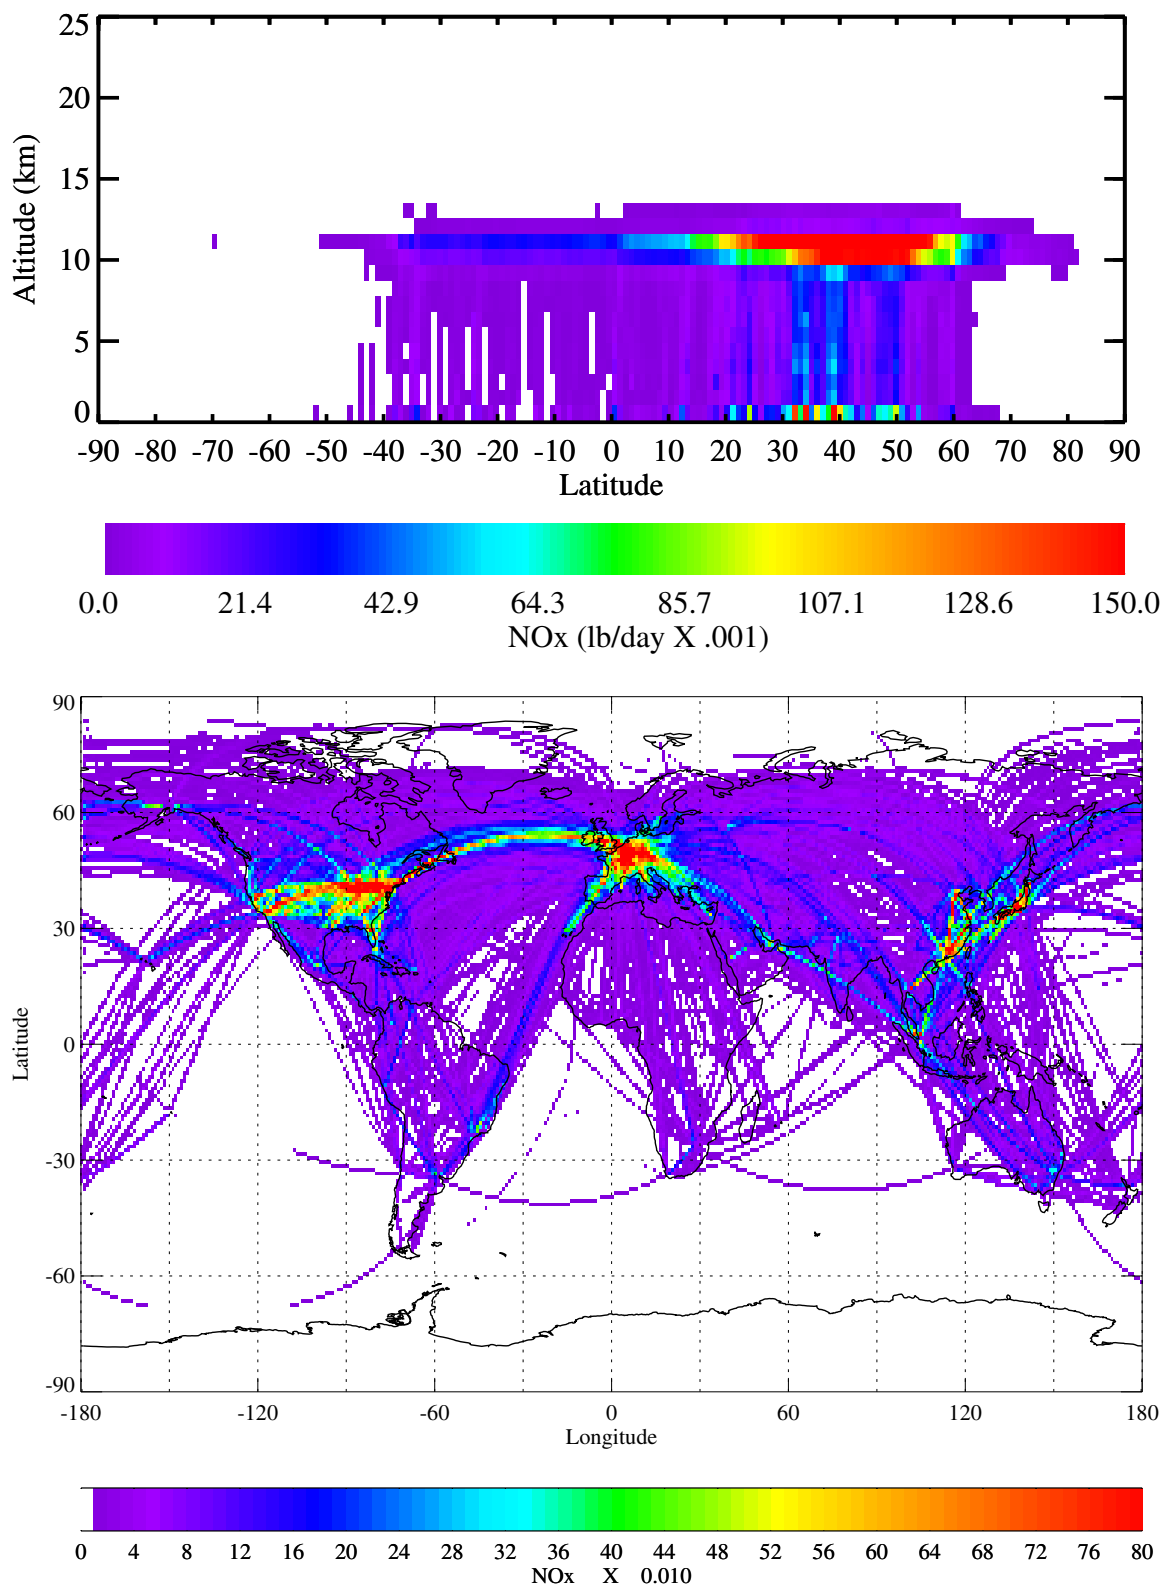 25
20
15
10
5
0
Altitude (km)
-90 -80 -70 -60 -50 -40 -30 -20 -10 0 10 20 30 40 50 60 70 80 90
Latitude
0.0 21.4 42.9 64.3 85.7 107.1 128.6 150.0
NOx (lb/day X .001)
90
60
30
0
-30
-60
-90
Latitude
-180 -120 -60 0 60 120 180
Longitude
0 4 8 12 16 20 24 28 32 36 40 44 48 52 56 60 64 68 72 76 80
NOx X 0.010